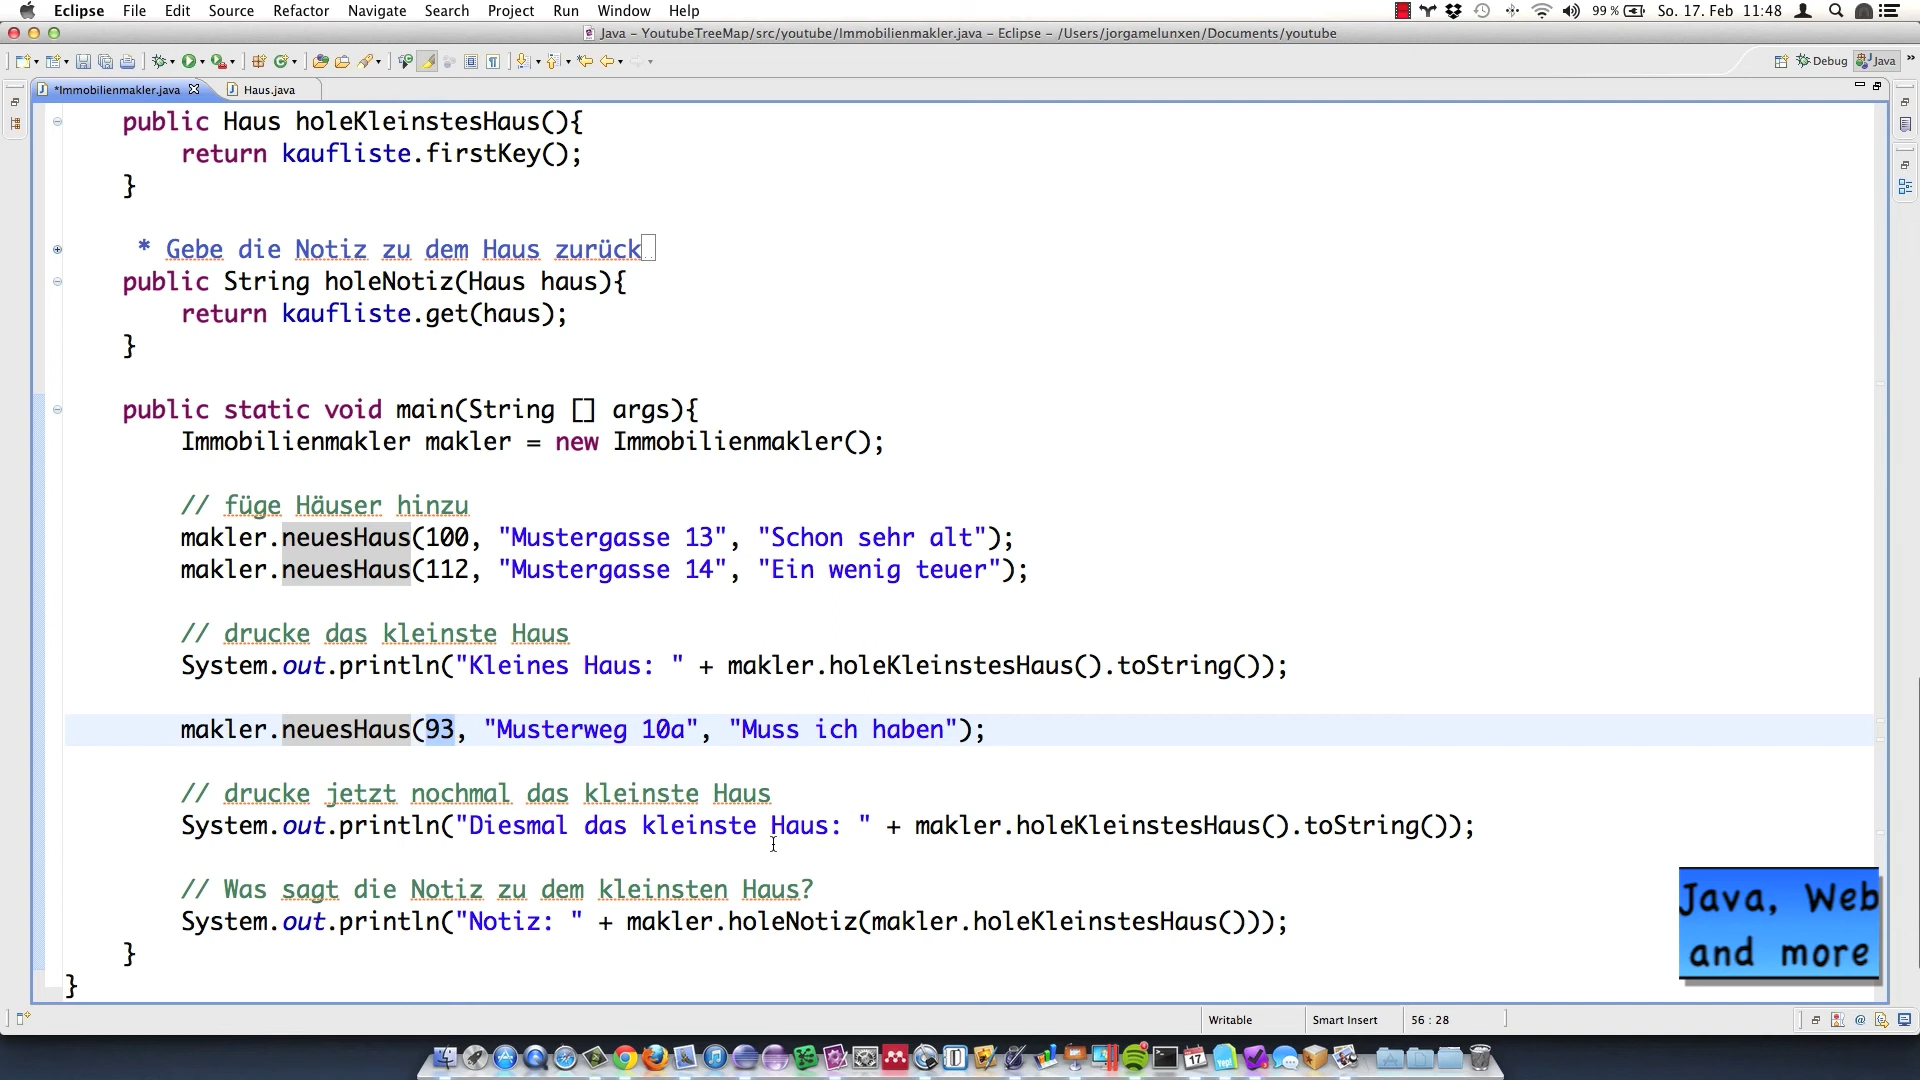 Eclipse File Edit Source Refactor Navigate Search Project Run Window Help 99 % So. 17. Feb 11:48
Java – YoutubeTreeMap/src/youtube/Immobilienmakler.java – Eclipse – /Users/jorgamelunxen/Documents/youtube
Debug Java
*Immobilienmakler.java Haus.java
public Haus holeKleinstesHaus(){
return kaufliste.firstKey();
}
* Gebe die Notiz zu dem Haus zurück
public String holeNotiz(Haus haus){
return kaufliste.get(haus);
}
public static void main(String [] args){
Immobilienmakler makler = new Immobilienmakler();
// füge Häuser hinzu
makler.neuesHaus(100, "Mustergasse 13", "Schon sehr alt");
makler.neuesHaus(112, "Mustergasse 14", "Ein wenig teuer");
// drucke das kleinste Haus
System.out.println("Kleines Haus: " + makler.holeKleinstesHaus().toString());
makler.neuesHaus(93, "Musterweg 10a", "Muss ich haben");
// drucke jetzt nochmal das kleinste Haus
System.out.println("Diesmal das kleinste Haus: " + makler.holeKleinstesHaus().toString());
// Was sagt die Notiz zu dem kleinsten Haus?
System.out.println("Notiz: " + makler.holeNotiz(makler.holeKleinstesHaus()));
}
}
Java, Web
and more
Writable Smart Insert 56 : 28